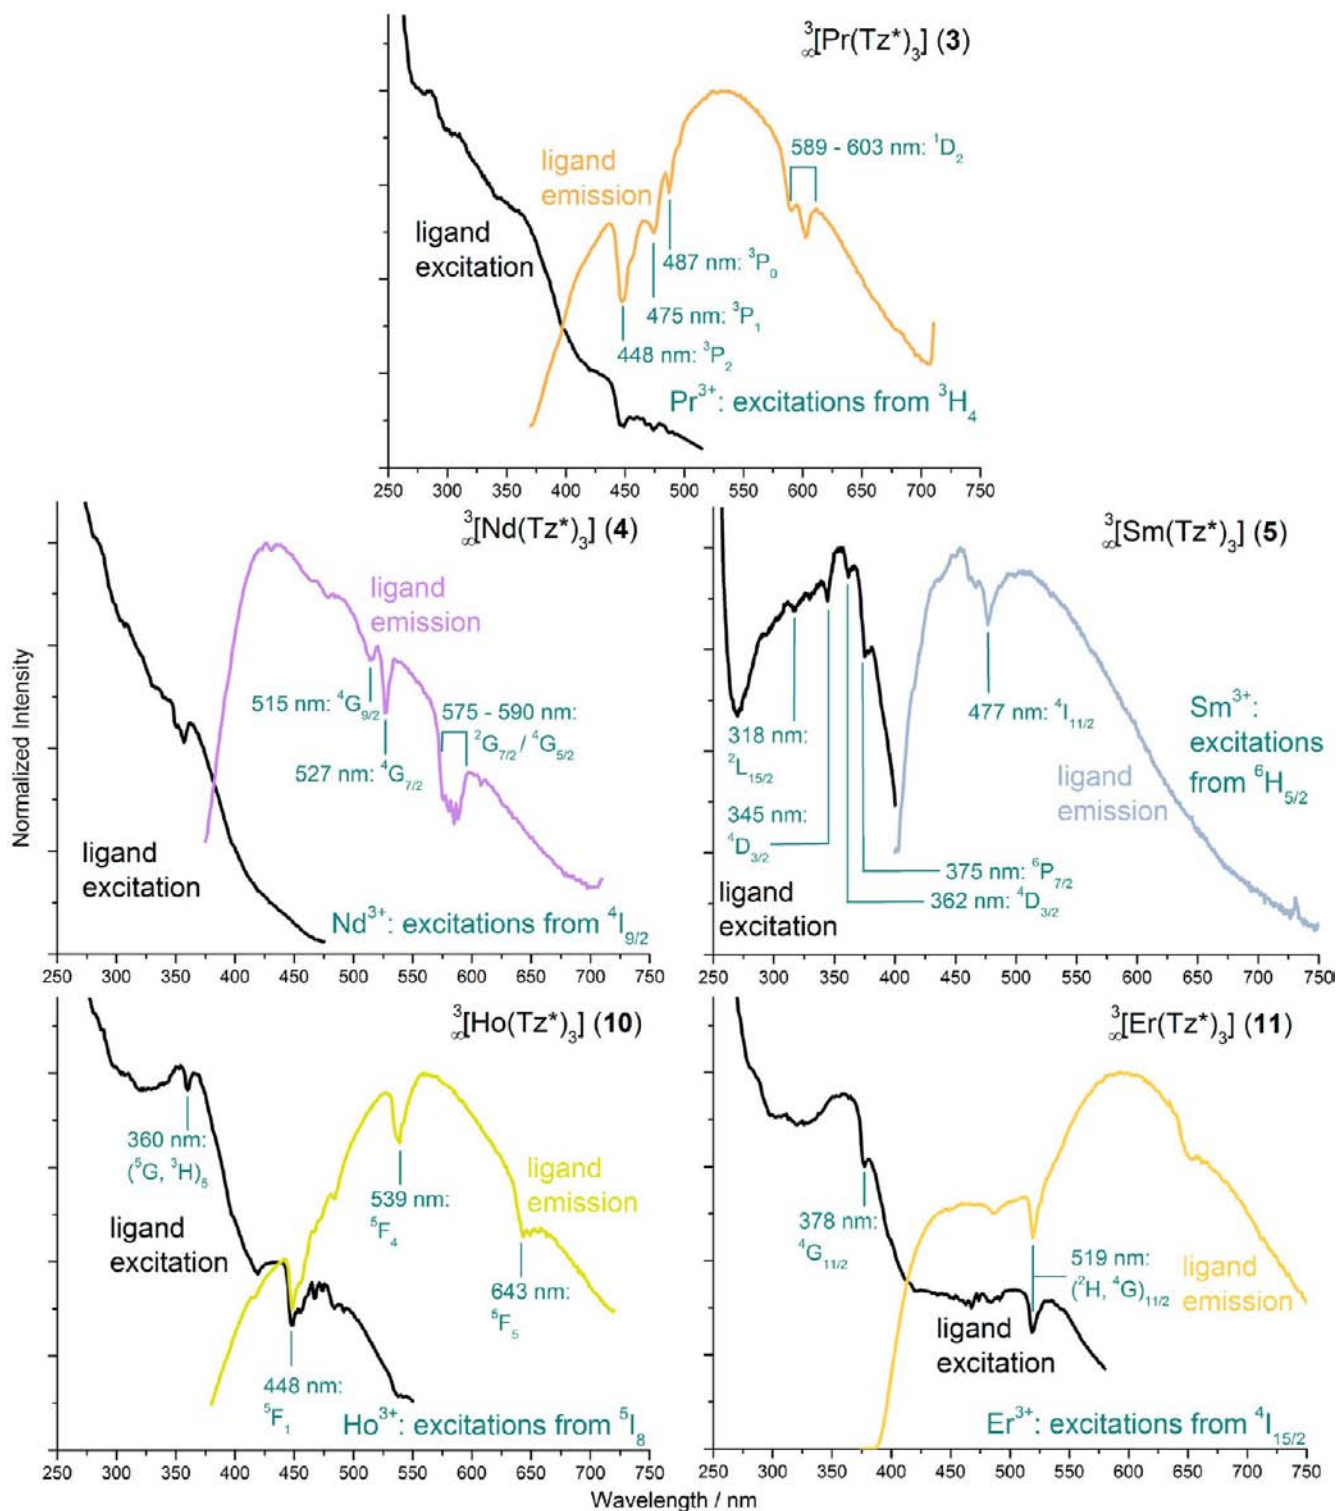 ³∞[Pr(Tz*)₃] (3)
ligand
emission
589 - 603 nm: ¹D₂
ligand
excitation
487 nm: ³P₀
475 nm: ³P₁
448 nm: ³P₂
Pr³⁺: excitations from ³H₄
250 300 350 400 450 500 550 600 650 700 750
³∞[Nd(Tz*)₃] (4)
ligand
emission
515 nm: ⁴G₉/₂
575 - 590 nm:
²G₇/₂ / ⁴G₅/₂
527 nm: ⁴G₇/₂
ligand
excitation
Nd³⁺: excitations from ⁴I₉/₂
250 300 350 400 450 500 550 600 650 700 750
³∞[Sm(Tz*)₃] (5)
477 nm: ⁴I₁₁/₂
Sm³⁺:
excitations
from ⁶H₅/₂
318 nm:
²L₁₅/₂
345 nm:
⁴D₃/₂
ligand
emission
375 nm: ⁶P₇/₂
362 nm: ⁴D₃/₂
ligand
excitation
250 300 350 400 450 500 550 600 650 700 750
Normalized Intensity
³∞[Ho(Tz*)₃] (10)
360 nm:
(⁵G, ³H)₅
ligand
excitation
539 nm:
⁵F₄
ligand
emission
643 nm:
⁵F₅
448 nm:
⁵F₁
Ho³⁺: excitations from ⁵I₈
250 300 350 400 450 500 550 600 650 700 750
³∞[Er(Tz*)₃] (11)
378 nm:
⁴G₁₁/₂
519 nm:
(²H, ⁴G)₁₁/₂
ligand
emission
ligand
excitation
Er³⁺: excitations from ⁴I₁₅/₂
250 300 350 400 450 500 550 600 650 700 750
Wavelength / nm